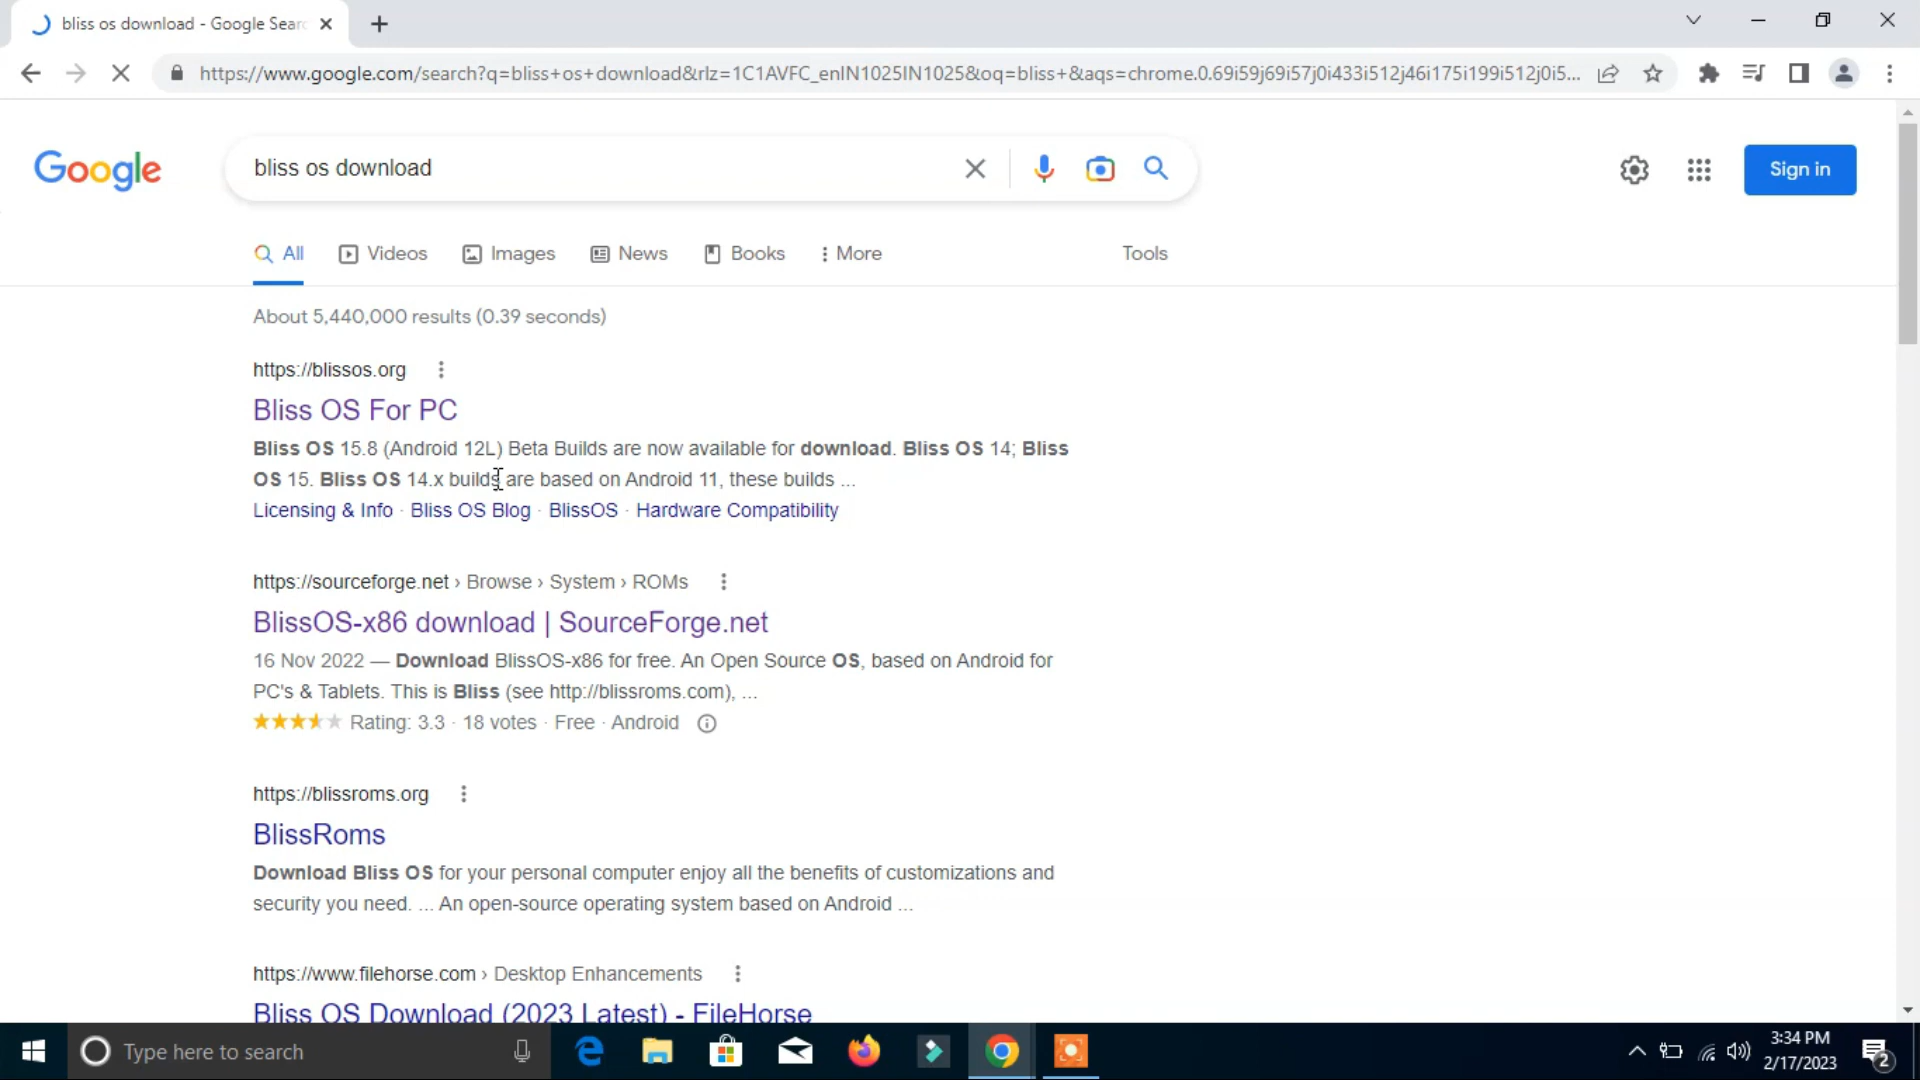 bliss os download - Google Sear
https://www.google.com/search?q=bliss+os+download&rlz=1C1AVFC_enIN1025IN1025&oq=bliss+&aqs=chrome.0.69i59j69i57j0i433i512j46i175i199i512j0i5...
Google
bliss os download
Sign in
All
Videos
Images
News
Books
More
Tools
About 5,440,000 results (0.39 seconds)
https://blissos.org
Bliss OS For PC
Bliss OS 15.8 (Android 12L) Beta Builds are now available for download. Bliss OS 14; Bliss
OS 15. Bliss OS 14.x builds are based on Android 11, these builds ...
Licensing & Info · Bliss OS Blog · BlissOS · Hardware Compatibility
https://sourceforge.net › Browse › System › ROMs
BlissOS-x86 download | SourceForge.net
16 Nov 2022 — Download BlissOS-x86 for free. An Open Source OS, based on Android for
PC's & Tablets. This is Bliss (see http://blissroms.com), ...
Rating: 3.3 · 18 votes · Free · Android
https://blissroms.org
BlissRoms
Download Bliss OS for your personal computer enjoy all the benefits of customizations and
security you need. ... An open-source operating system based on Android ...
https://www.filehorse.com › Desktop Enhancements
Bliss OS Download (2023 Latest) - FileHorse
Type here to search
3:34 PM
2/17/2023
2